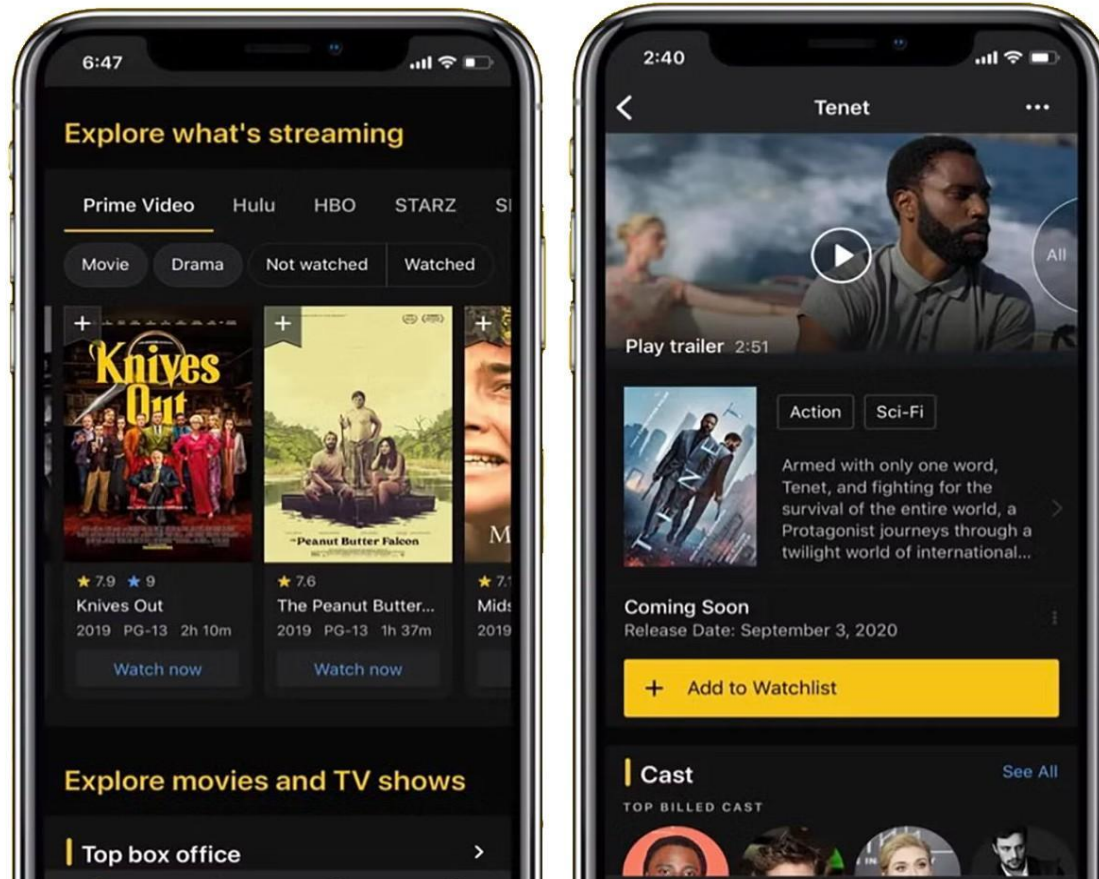 6:47
Explore what's streaming
Prime Video Hulu HBO STARZ
Movie Drama Not watched Watched
Knives
Out
The Peanut Butter Falcon
M
7.9 9
7.6
Knives Out
The Peanut Butter...
Mids
2019 PG-13 2h 10m
2019 PG-13 1h 37m
2019
Watch now
Watch now
Explore movies and TV shows
Top box office
2:40
Tenet
All
Play trailer 2:51
TENET
Action Sci-Fi
Armed with only one word,
Tenet, and fighting for the
survival of the entire world, a
Protagonist journeys through a
twilight world of international...
Coming Soon
Release Date: September 3, 2020
+ Add to Watchlist
Cast
See All
TOP BILLED CAST